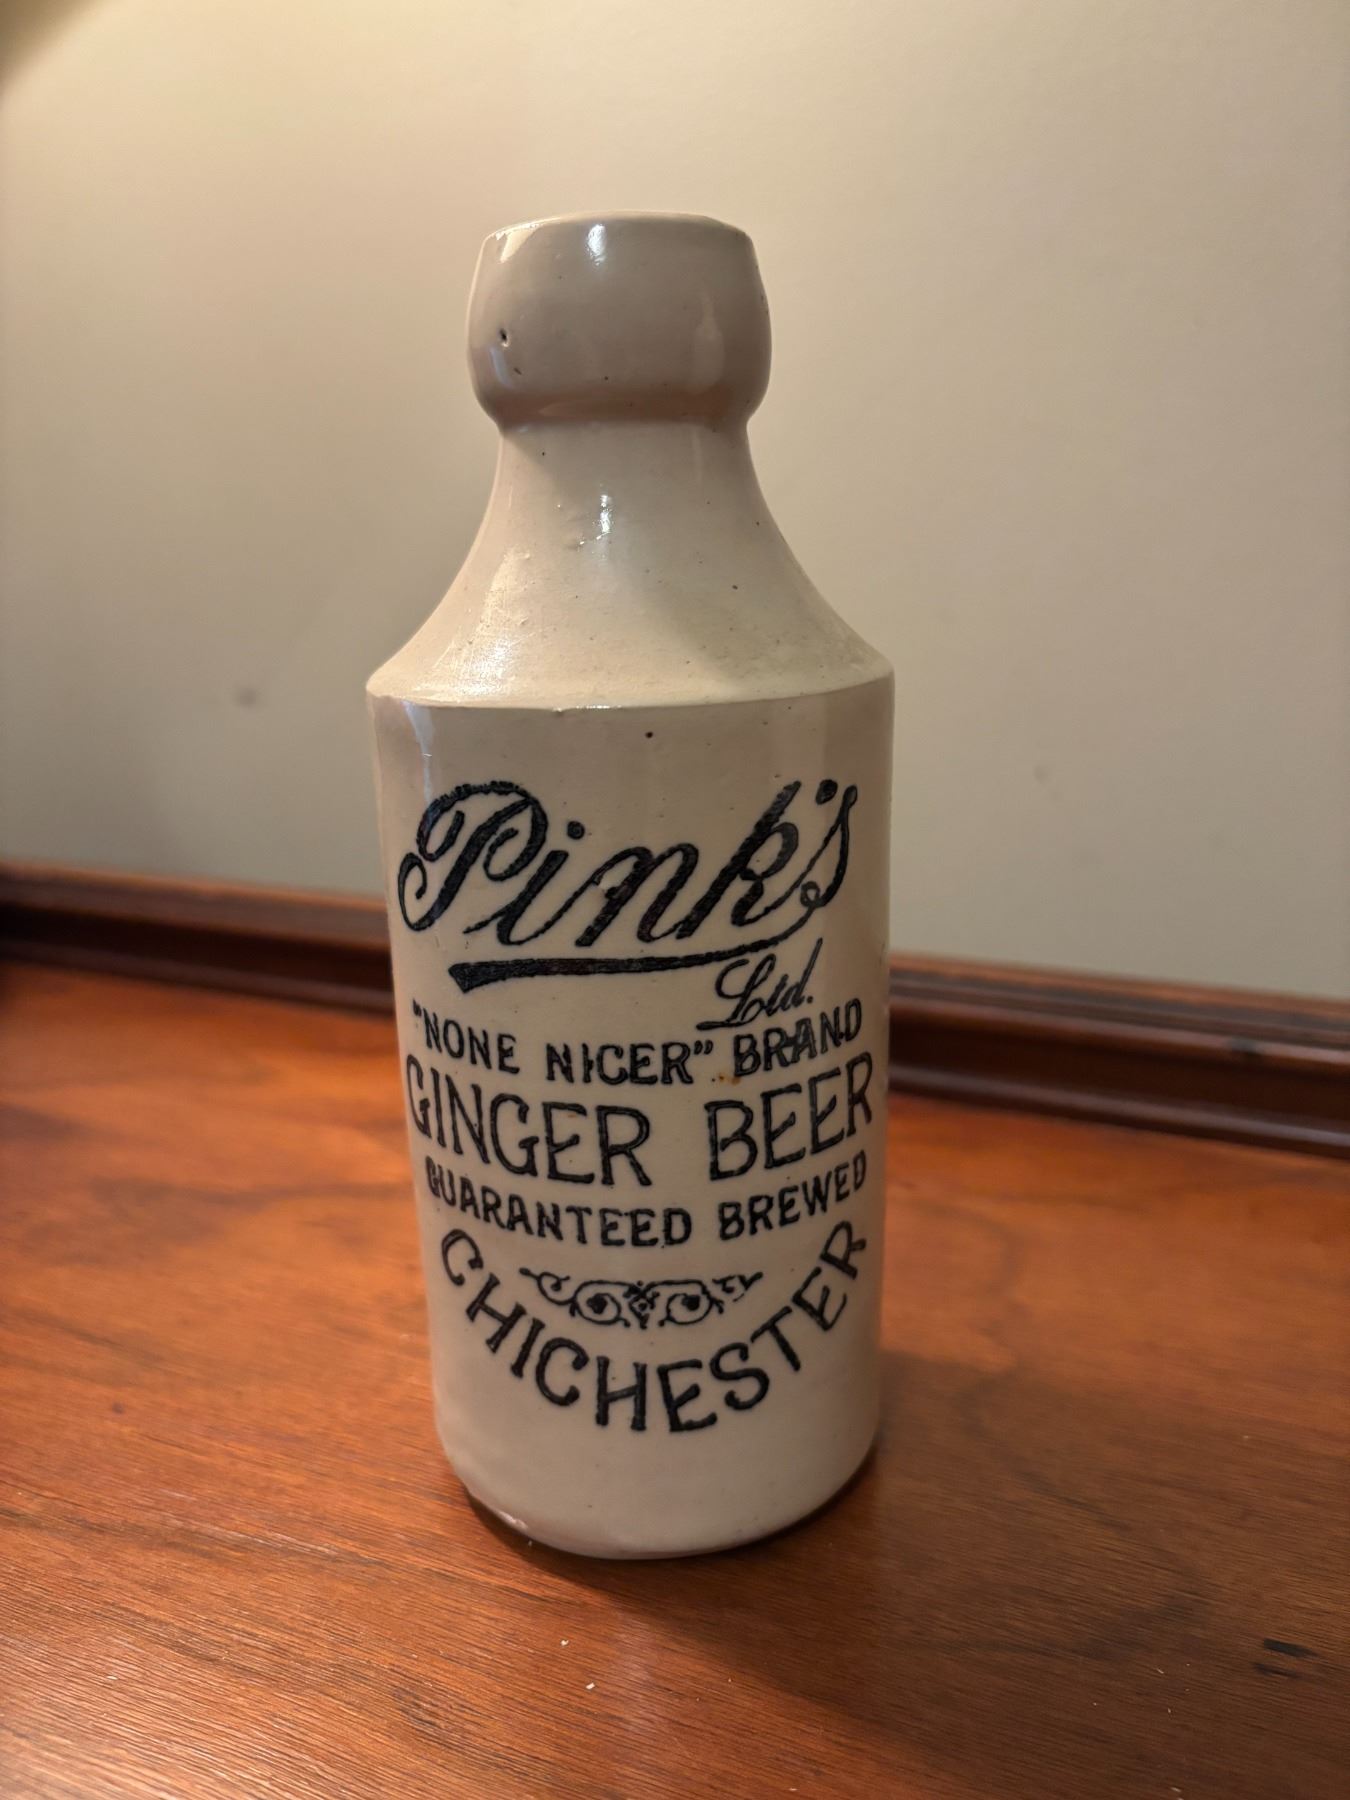 Pink's
Ltd.
"NONE NICER" BRAND
GINGER BEER
GUARANTEED BREWED
CHICHESTER